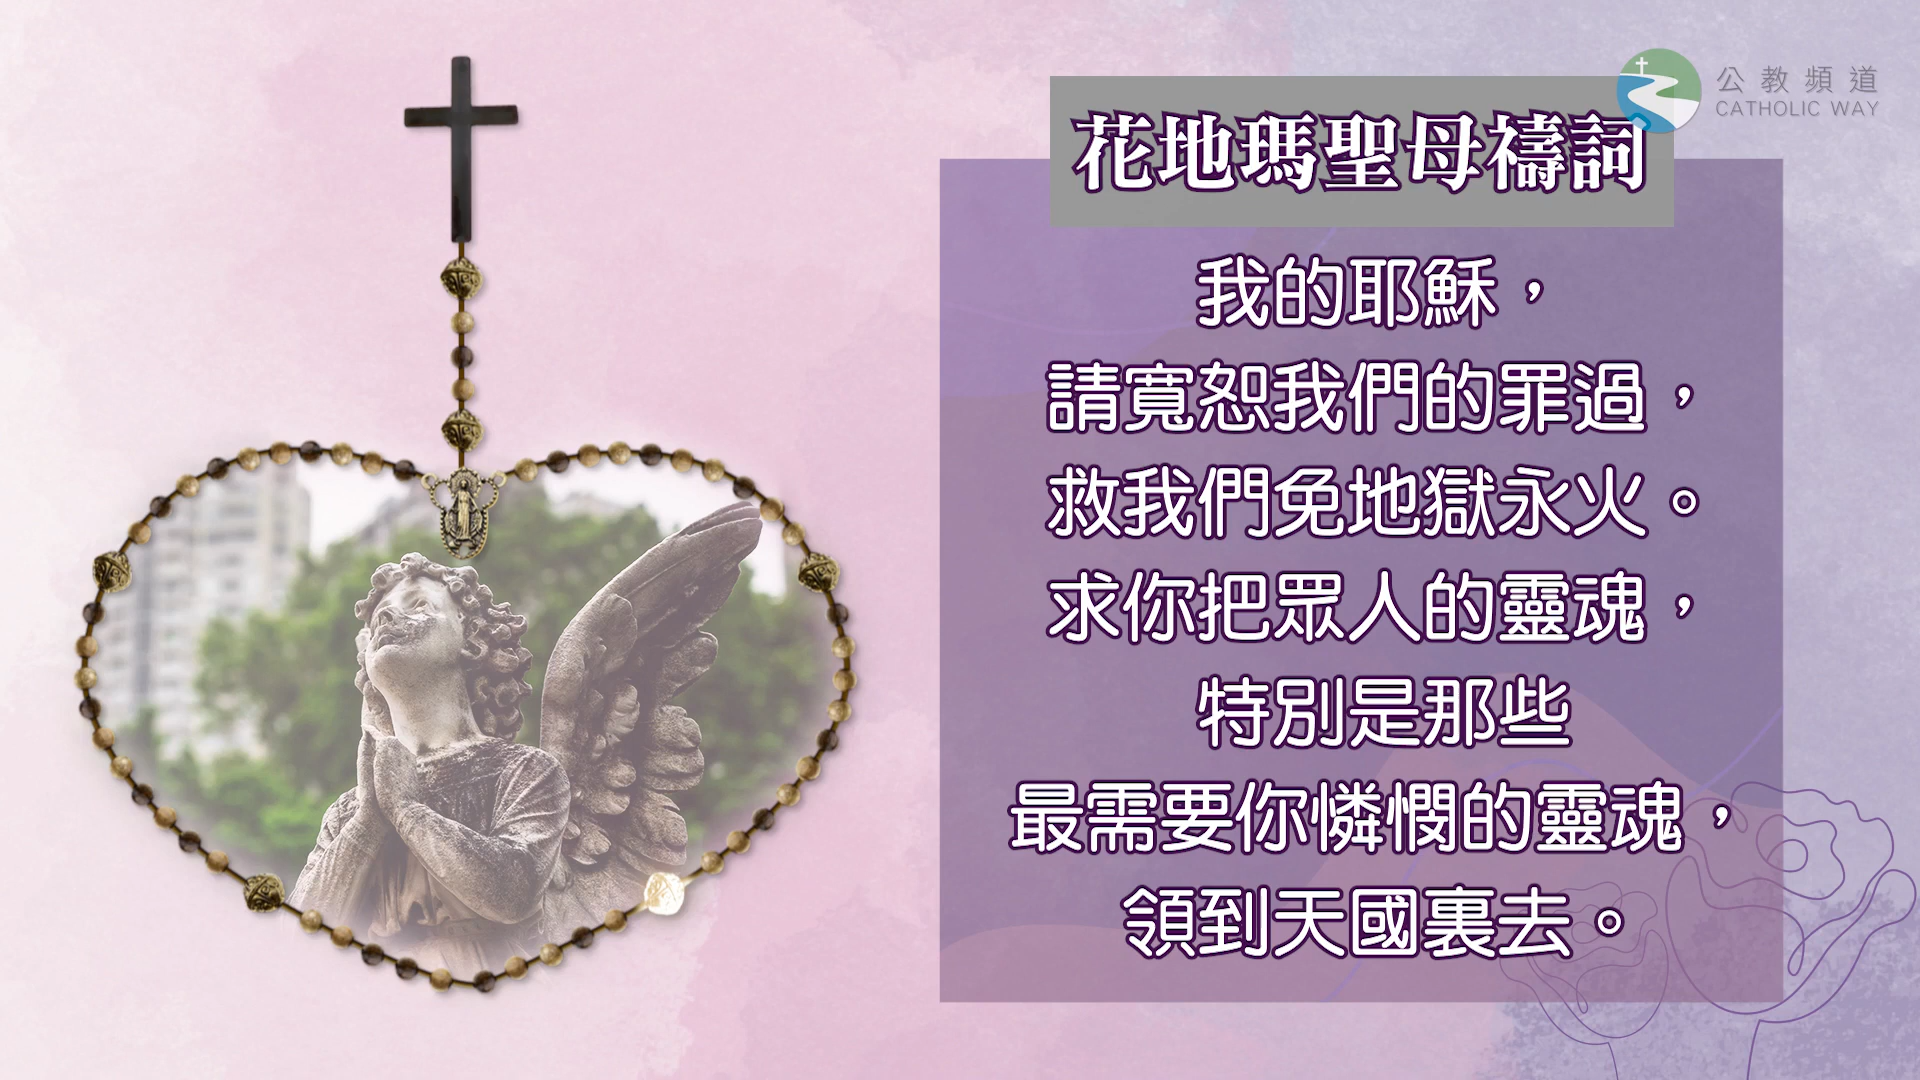 公教頻道
CATHOLIC WAY
花地瑪聖母禱詞
我的耶穌，
請寬恕我們的罪過，
救我們免地獄永火。
求你把眾人的靈魂，
特別是那些
最需要你憐憫的靈魂，
領到天國裏去。